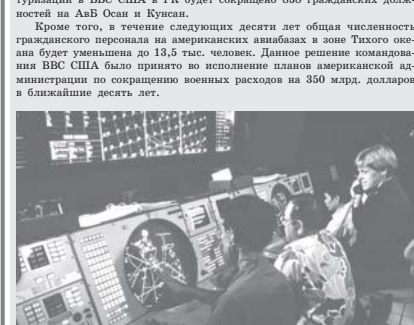 туризации в ВВС США в РК будет сокращено 658 гражданских долж-
ностей на АвБ Осан и Кунсан.
Кроме того, в течение следующих десяти лет общая численность
гражданского персонала на американских авиабазах в зоне Тихого оке-
ана будет уменьшена до 13,5 тыс. человек. Данное решение командова-
ния ВВС США было принято во исполнение планов американской ад-
министрации по сокращению военных расходов на 350 млрд. долларов
в ближайшие десять лет.